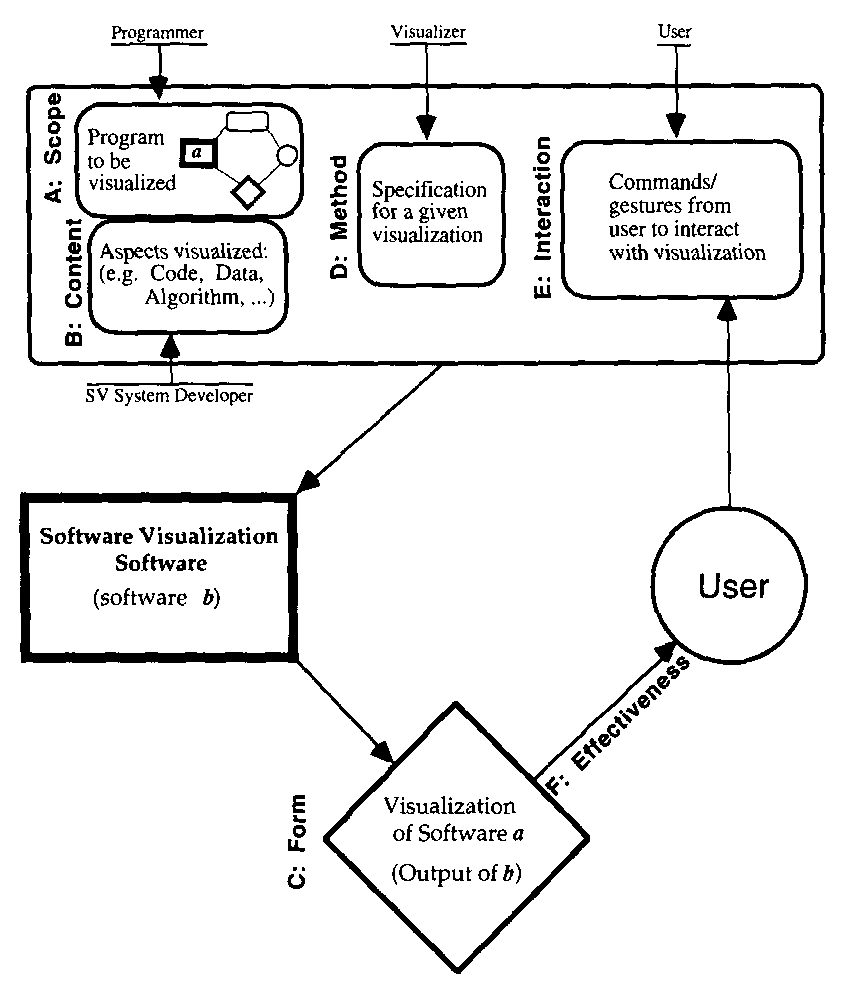 Programmer
Visualizer
User
A: Scope
Program
to be
visualized
a
B: Content
Aspects visualized:
(e.g. Code, Data,
Algorithm, ...)
D: Method
Specification
for a given
visualization
E: Interaction
Commands/
gestures from
user to interact
with visualization
SV System Developer
Software Visualization
Software
(software b)
User
F: Effectiveness
C: Form
Visualization
of Software a
(Output of b)